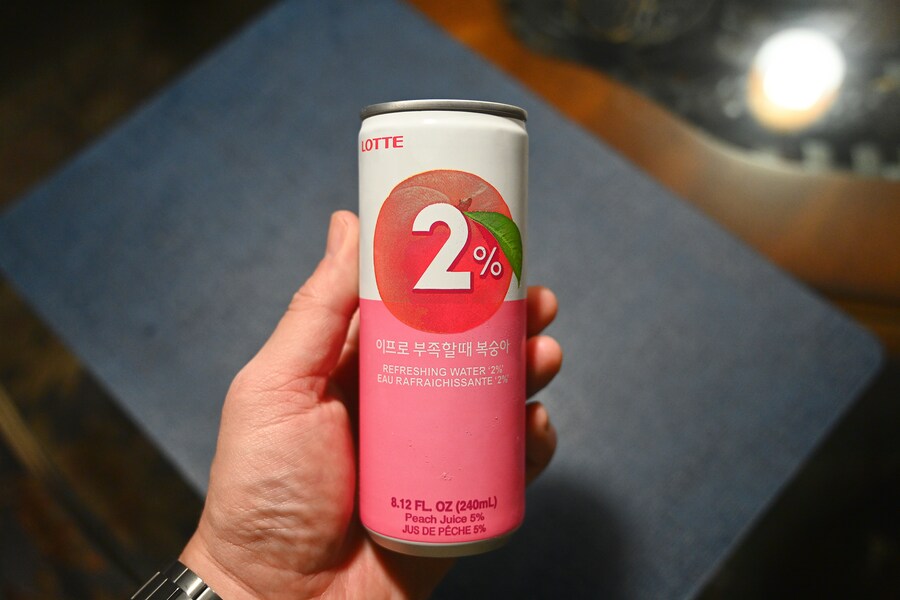 LOTTE
2%
이프로 부족할때 복숭아
REFRESHING WATER '2%'
EAU RAFRAICHISSANTE '2%'
8.12 FL. OZ (240mL)
Peach Juice 5%
JUS DE PÊCHE 5%